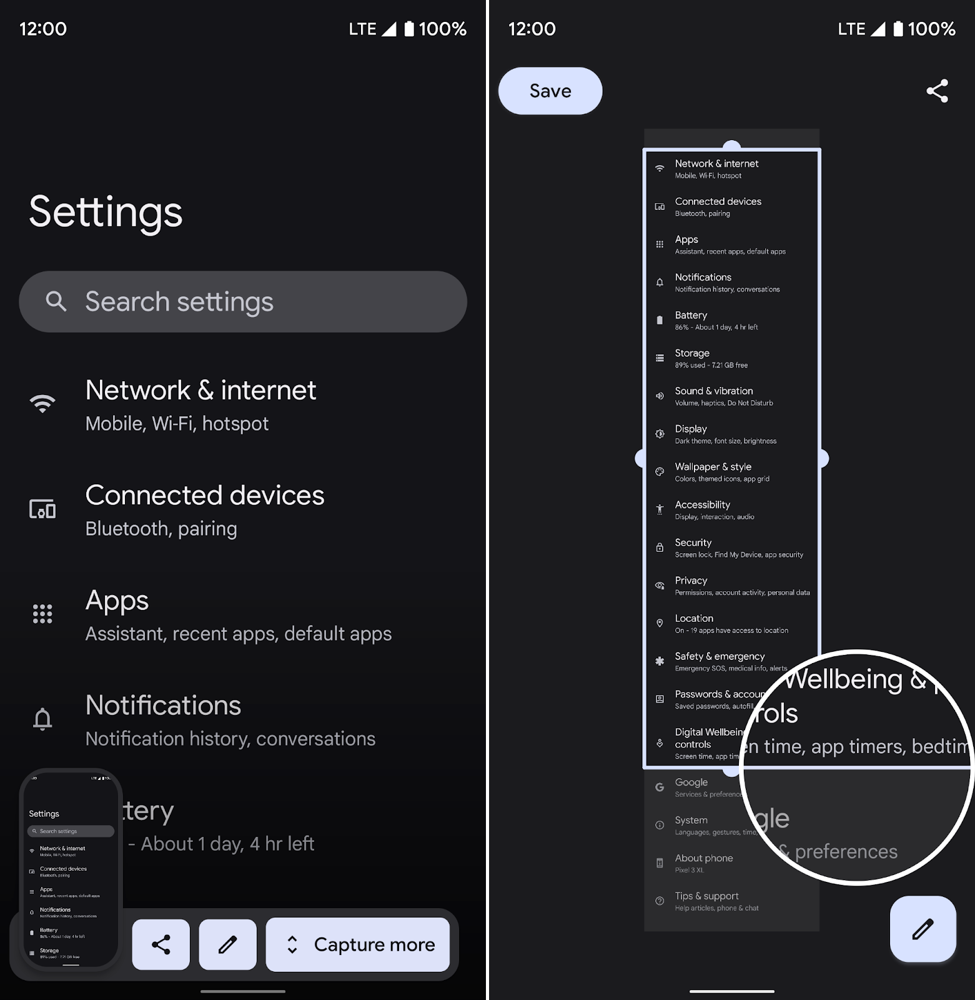 12:00
LTE 100%
Settings
Search settings
Network & internet
Mobile, Wi-Fi, hotspot
Connected devices
Bluetooth, pairing
Apps
Assistant, recent apps, default apps
Notifications
Notification history, conversations
ttery
- About 1 day, 4 hr left
LTE
Settings
Search settings
Network & internet
Mobile, Wi-Fi, hotspot
Connected devices
Bluetooth, pairing
Apps
Assistant, recent apps, default apps
Notifications
Notification history, conversations
Battery
86% - About 1 day, 4 hr left
Storage
89% used - 7.21 GB free
Capture more
12:00
LTE 100%
Save
Network & internet
Mobile, Wi-Fi, hotspot
Connected devices
Bluetooth, pairing
Apps
Assistant, recent apps, default apps
Notifications
Notification history, conversations
Battery
86% - About 1 day, 4 hr left
Storage
89% used - 7.21 GB free
Sound & vibration
Volume, haptics, Do Not Disturb
Display
Dark theme, font size, brightness
Wallpaper & style
Colors, themed icons, app grid
Accessibility
Display, interaction, audio
Security
Screen lock, Find My Device, app security
Privacy
Permissions, account activity, personal data
Location
On - 19 apps have access to location
Safety & emergency
Emergency SOS, medical info, alerts
Passwords & accoun
Saved passwords, autofill,
Digital Wellbein
controls
Screen time, app tim
Google
Services & preference
System
Languages, gestures, time,
About phone
Pixel 3 XL
Tips & support
Help articles, phone & chat
Wellbeing & p
rols
en time, app timers, bedtim
gle
& preferences